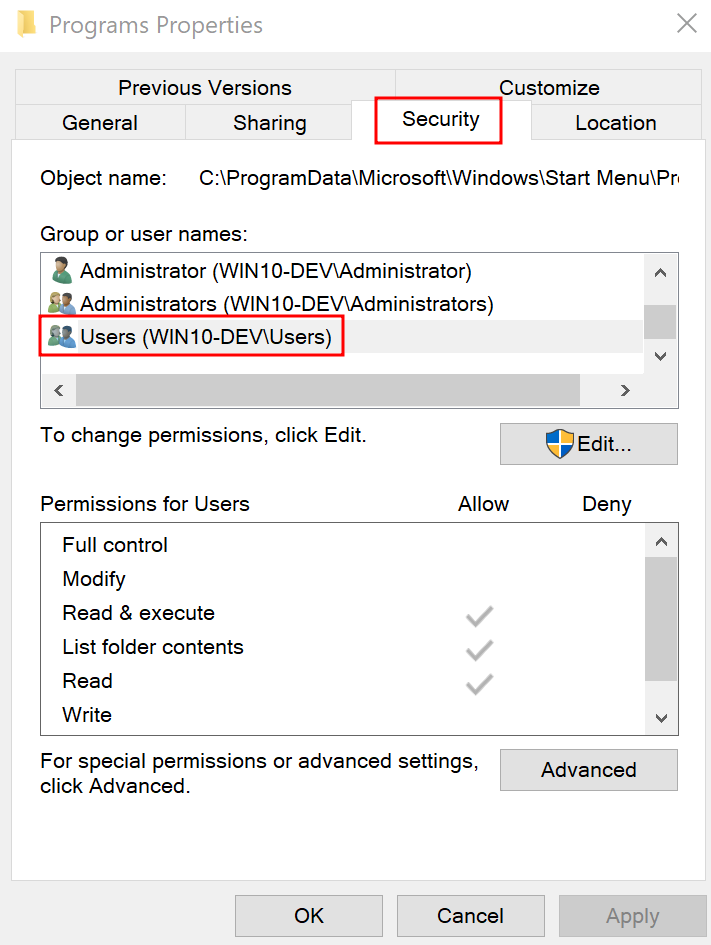 Programs Properties
Previous Versions Customize
General Sharing Security Location
Object name: C:\ProgramData\Microsoft\Windows\Start Menu\Pr
Group or user names:
Administrator (WIN10-DEV\Administrator)
Administrators (WIN10-DEV\Administrators)
Users (WIN10-DEV\Users)
To change permissions, click Edit.
Edit...
Permissions for Users Allow Deny
Full control
Modify
Read & execute
List folder contents
Read
Write
For special permissions or advanced settings,
click Advanced.
Advanced
OK Cancel Apply